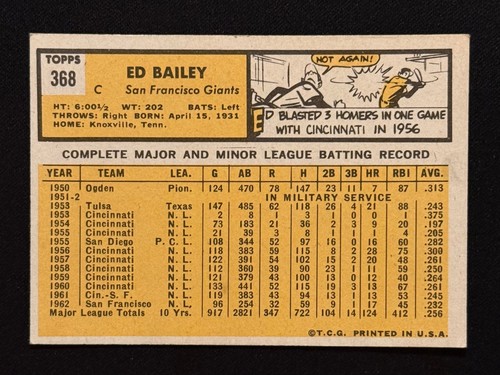 TOPPS
368
ED BAILEY
C San Francisco Giants
HT: 6:00½ WT: 202 BATS: Left
THROWS: Right BORN: April 15, 1931
HOME: Knoxville, Tenn.
NOT AGAIN!
ED BLASTED 3 HOMERS IN ONE GAME
WITH CINCINNATI IN 1956
COMPLETE MAJOR AND MINOR LEAGUE BATTING RECORD
YEAR TEAM LEA. G AB R H 2B 3B HR RBI AVG.
1950 Ogden Pion. 124 470 78 147 23 11 7 87 .313
1951-2 IN MILITARY SERVICE
1953 Tulsa Texas 147 485 62 118 26 4 21 88 .243
1953 Cincinnati N. L. 2 8 1 3 1 0 0 1 .375
1954 Cincinnati N. L. 73 183 21 36 2 3 9 20 .197
1955 Cincinnati N. L. 21 39 3 8 1 1 1 4 .205
1955 San Diego P. C. L. 108 344 52 97 16 0 16 60 .282
1956 Cincinnati N. L. 118 383 59 115 8 2 28 75 .300
1957 Cincinnati N. L. 122 391 54 102 15 2 20 48 .261
1958 Cincinnati N. L. 112 360 39 90 23 1 11 59 .250
1959 Cincinnati N. L. 121 379 43 100 13 0 12 40 .264
1960 Cincinnati N. L. 133 441 52 115 19 3 13 67 .261
1961 Cin.-S. F. N. L. 119 383 43 94 13 1 13 53 .245
1962 San Francisco N. L. 96 254 32 59 9 1 17 45 .232
Major League Totals 10 Yrs. 917 2821 347 722 104 14 124 412 .256
©T.C.G. PRINTED IN U.S.A.